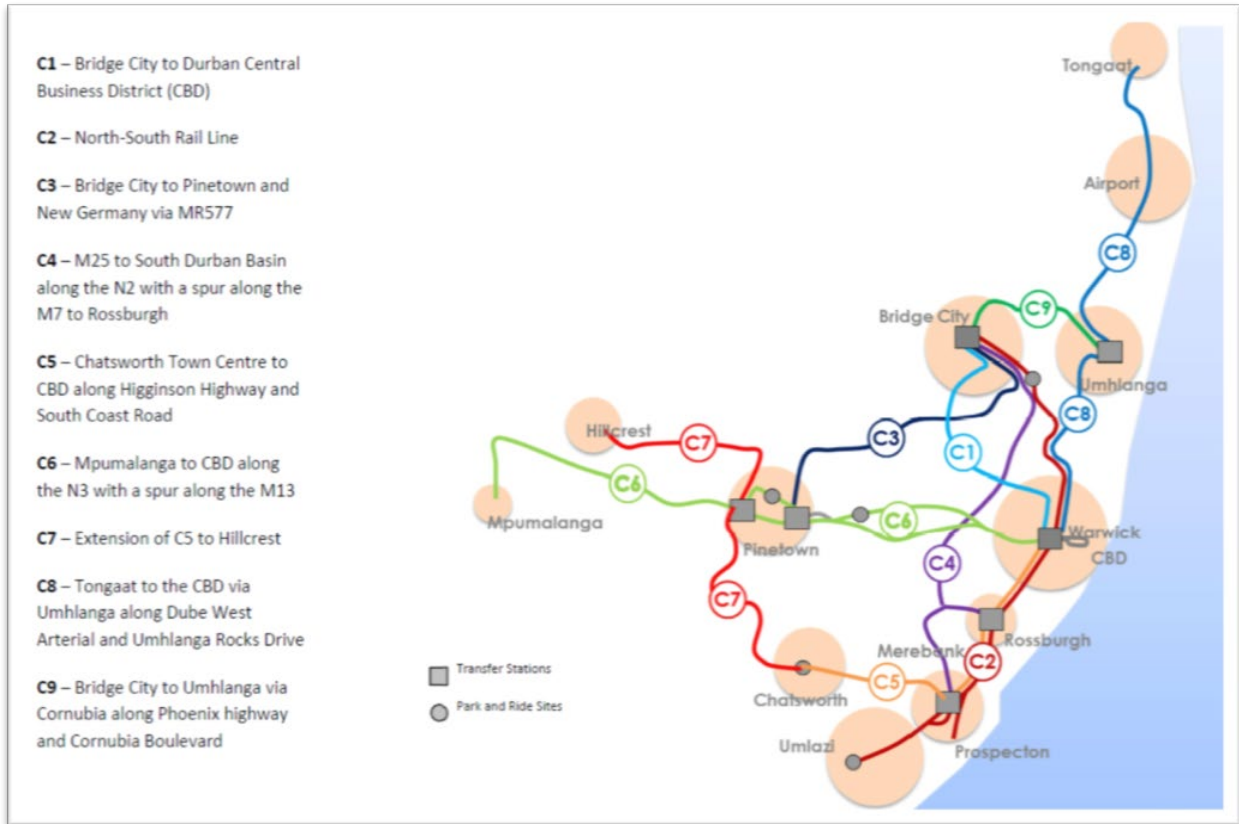 C1 – Bridge City to Durban Central
Business District (CBD)
C2 – North-South Rail Line
C3 – Bridge City to Pinetown and
New Germany via MR577
C4 – M25 to South Durban Basin
along the N2 with a spur along the
M7 to Rossburgh
C5 – Chatsworth Town Centre to
CBD along Higginson Highway and
South Coast Road
C6 – Mpumalanga to CBD along
the N3 with a spur along the M13
C7 – Extension of C5 to Hillcrest
C8 – Tongaat to the CBD via
Umhlanga along Dube West
Arterial and Umhlanga Rocks Drive
C9 – Bridge City to Umhlanga via
Cornubia along Phoenix highway
and Cornubia Boulevard
Transfer Stations
Park and Ride Sites
Tongaat
Airport
C8
Bridge City
C9
Umhlanga
C8
Hillcrest
C7
C3
C1
C6
Mpumalanga
C6
Pinetown
Warwick
CBD
C4
C7
Rossburgh
Merebank
C2
C5
Chatsworth
Umlazi
Prospecton